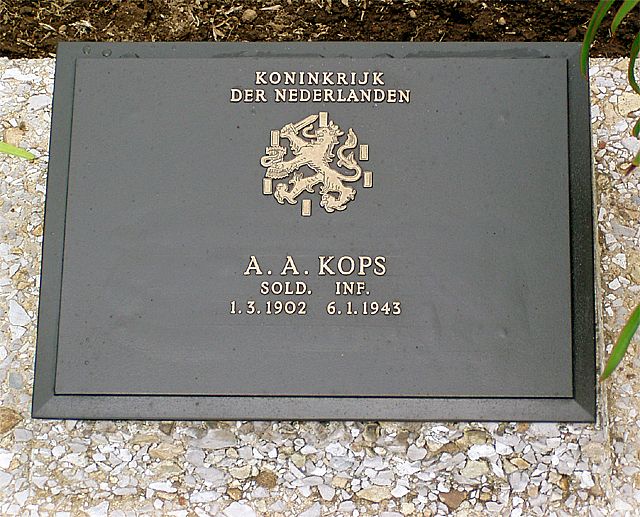 KONINKRIJK
DER NEDERLANDEN
A. A. KOPS
SOLD. INF.
1.3.1902 6.1.1943